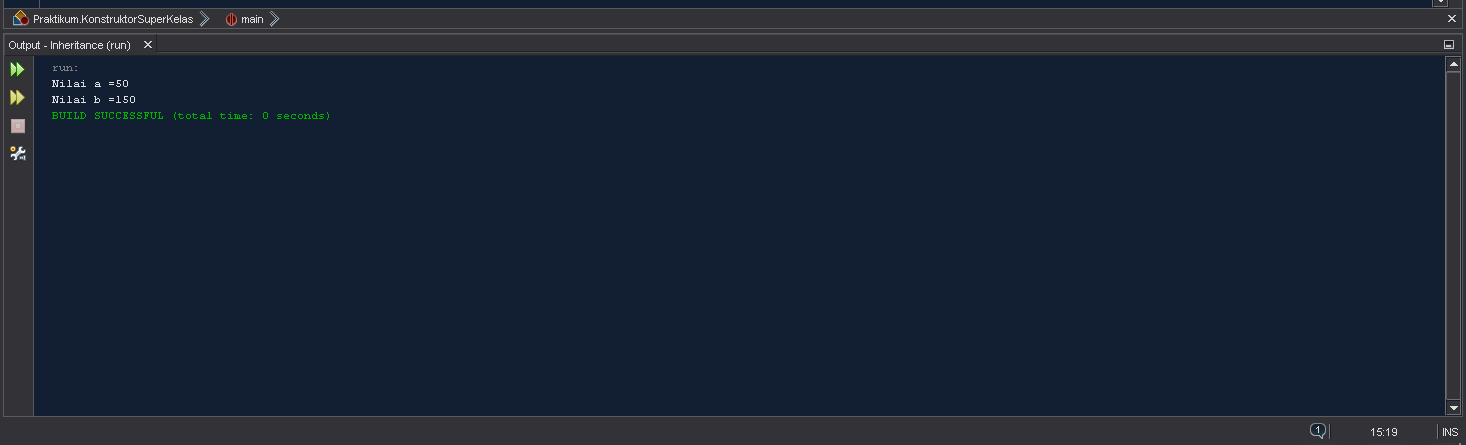 Praktikum.KonstruktorSuperKelas main
Output - Inheritance (run)
run:
Nilai a =50
Nilai b =150
BUILD SUCCESSFUL (total time: 0 seconds)
1 15:19 INS